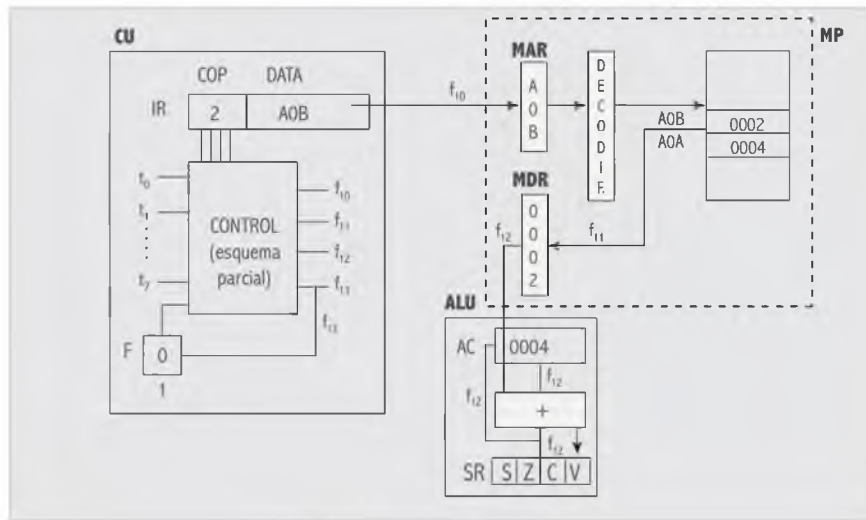 CU
COP DATA
IR 2 A0B
t0
t1
t7
CONTROL
(esquema
parcial)
f10
f11
f12
f13
f13
F 0
1
f10
MP
MAR
A
0
B
D
E
C
O
D
I
F.
A0B 0002
A0A 0004
MDR
0
0
0
2
f12
f11
ALU
AC 0004
f12
f12
+
f12
SR S Z C V